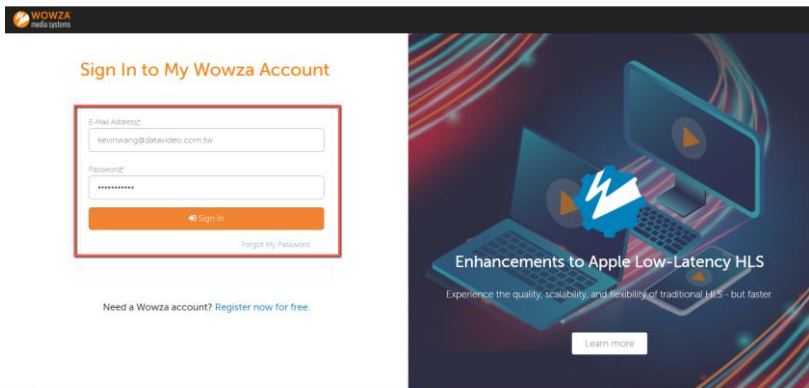 WOWZA
media systems
Sign In to My Wowza Account
E-Mail Address*
kevinwang@datavideo.com.tw
Password*
•••••••••••
Sign In
Forgot My Password
Need a Wowza account? Register now for free.
Enhancements to Apple Low-Latency HLS
Experience the quality, scalability, and flexibility of traditional HLS - but faster.
Learn more